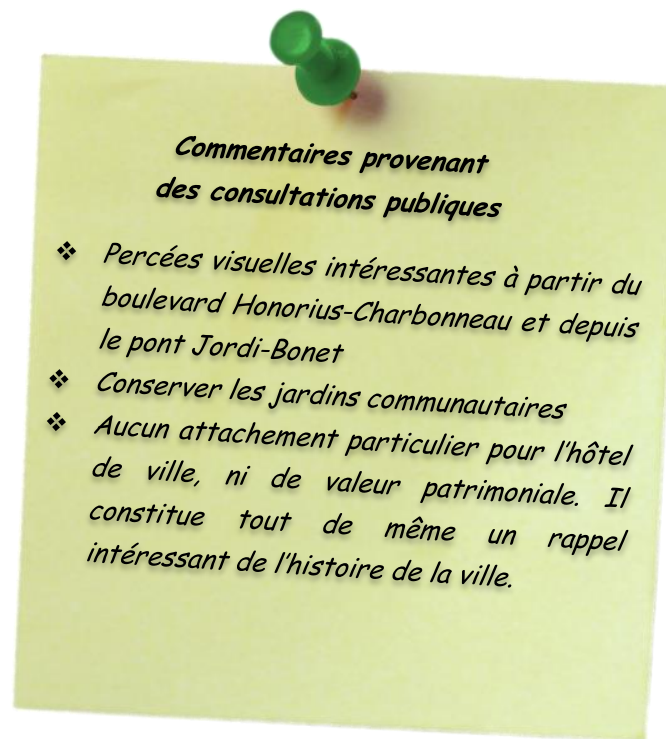 Commentaires provenant
des consultations publiques
❖ Percées visuelles intéressantes à partir du
boulevard Honorius-Charbonneau et depuis
le pont Jordi-Bonet
❖ Conserver les jardins communautaires
❖ Aucun attachement particulier pour l'hôtel
de ville, ni de valeur patrimoniale. Il
constitue tout de même un rappel
intéressant de l'histoire de la ville.